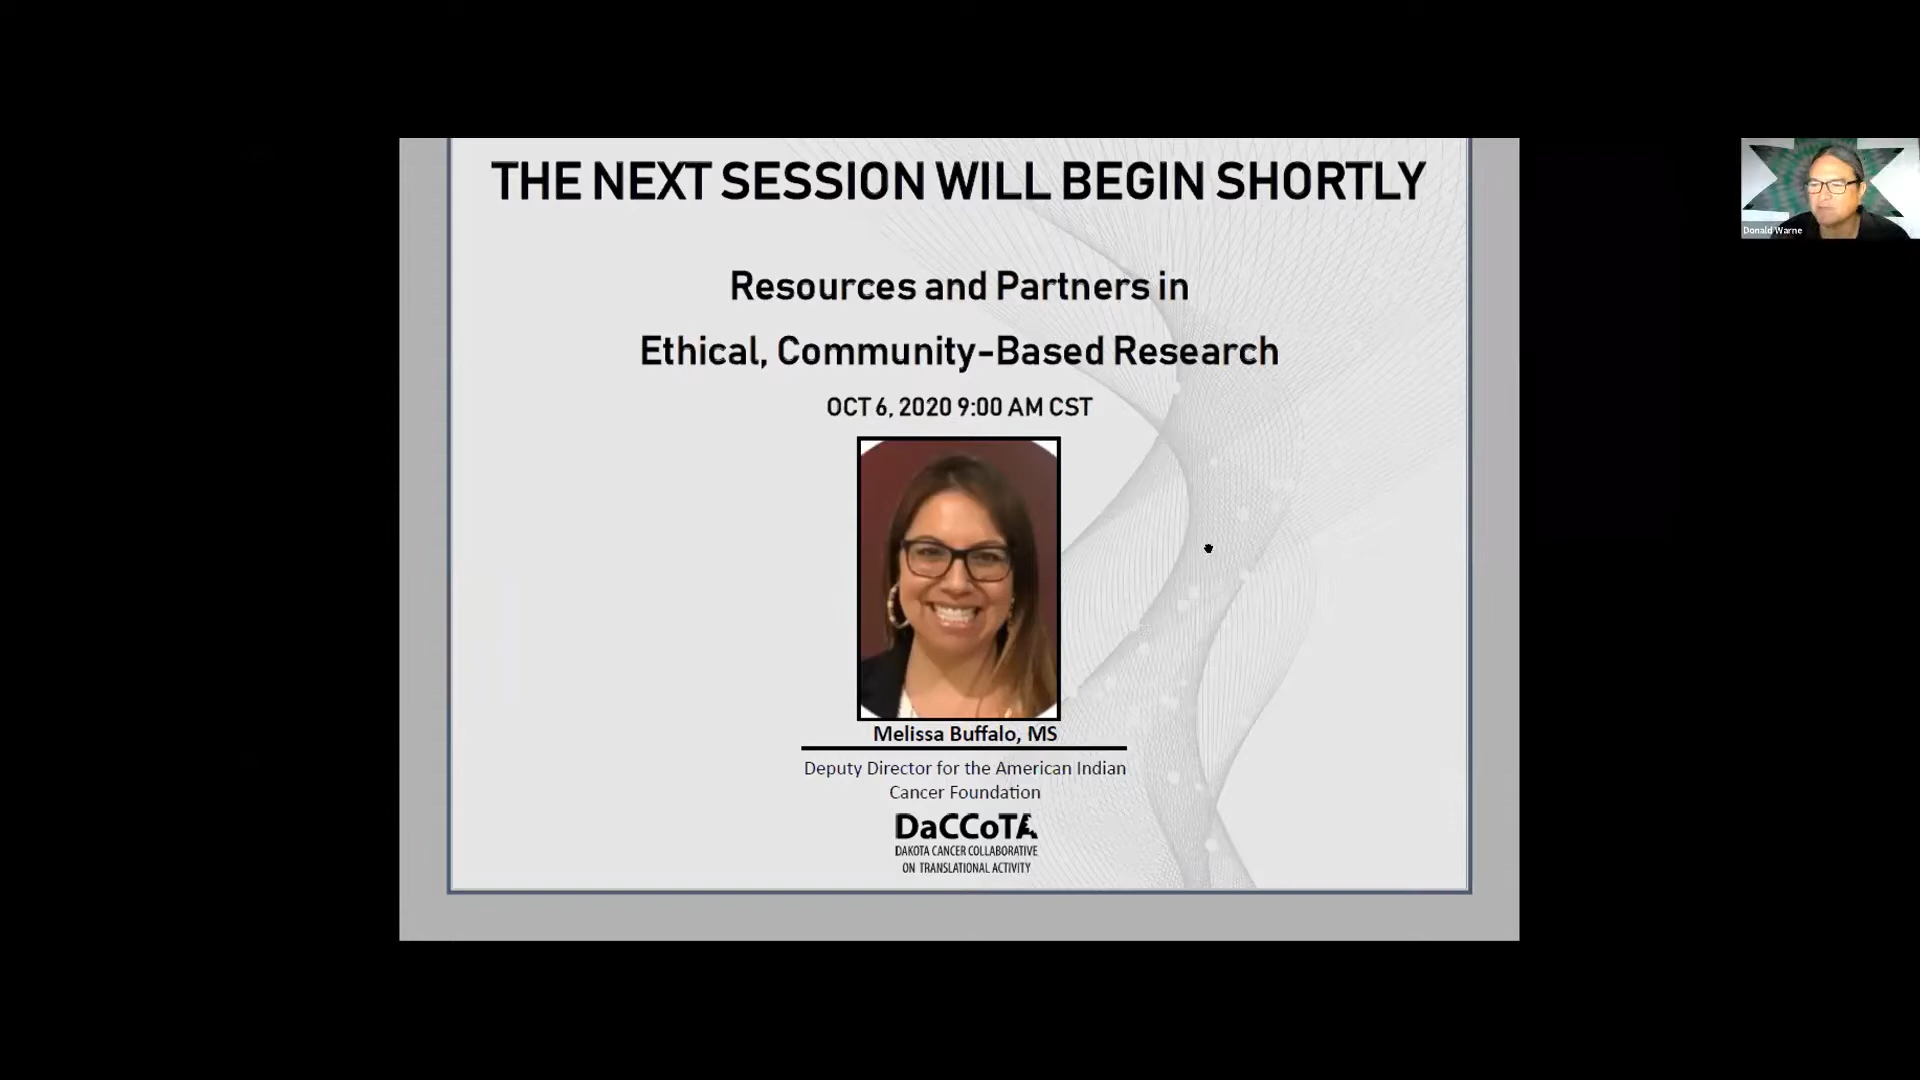 THE NEXT SESSION WILL BEGIN SHORTLY
Resources and Partners in
Ethical, Community-Based Research
OCT 6, 2020 9:00 AM CST
Melissa Buffalo, MS
Deputy Director for the American Indian
Cancer Foundation
DaCCoTA
DAKOTA CANCER COLLABORATIVE
ON TRANSLATIONAL ACTIVITY
Donald Warne